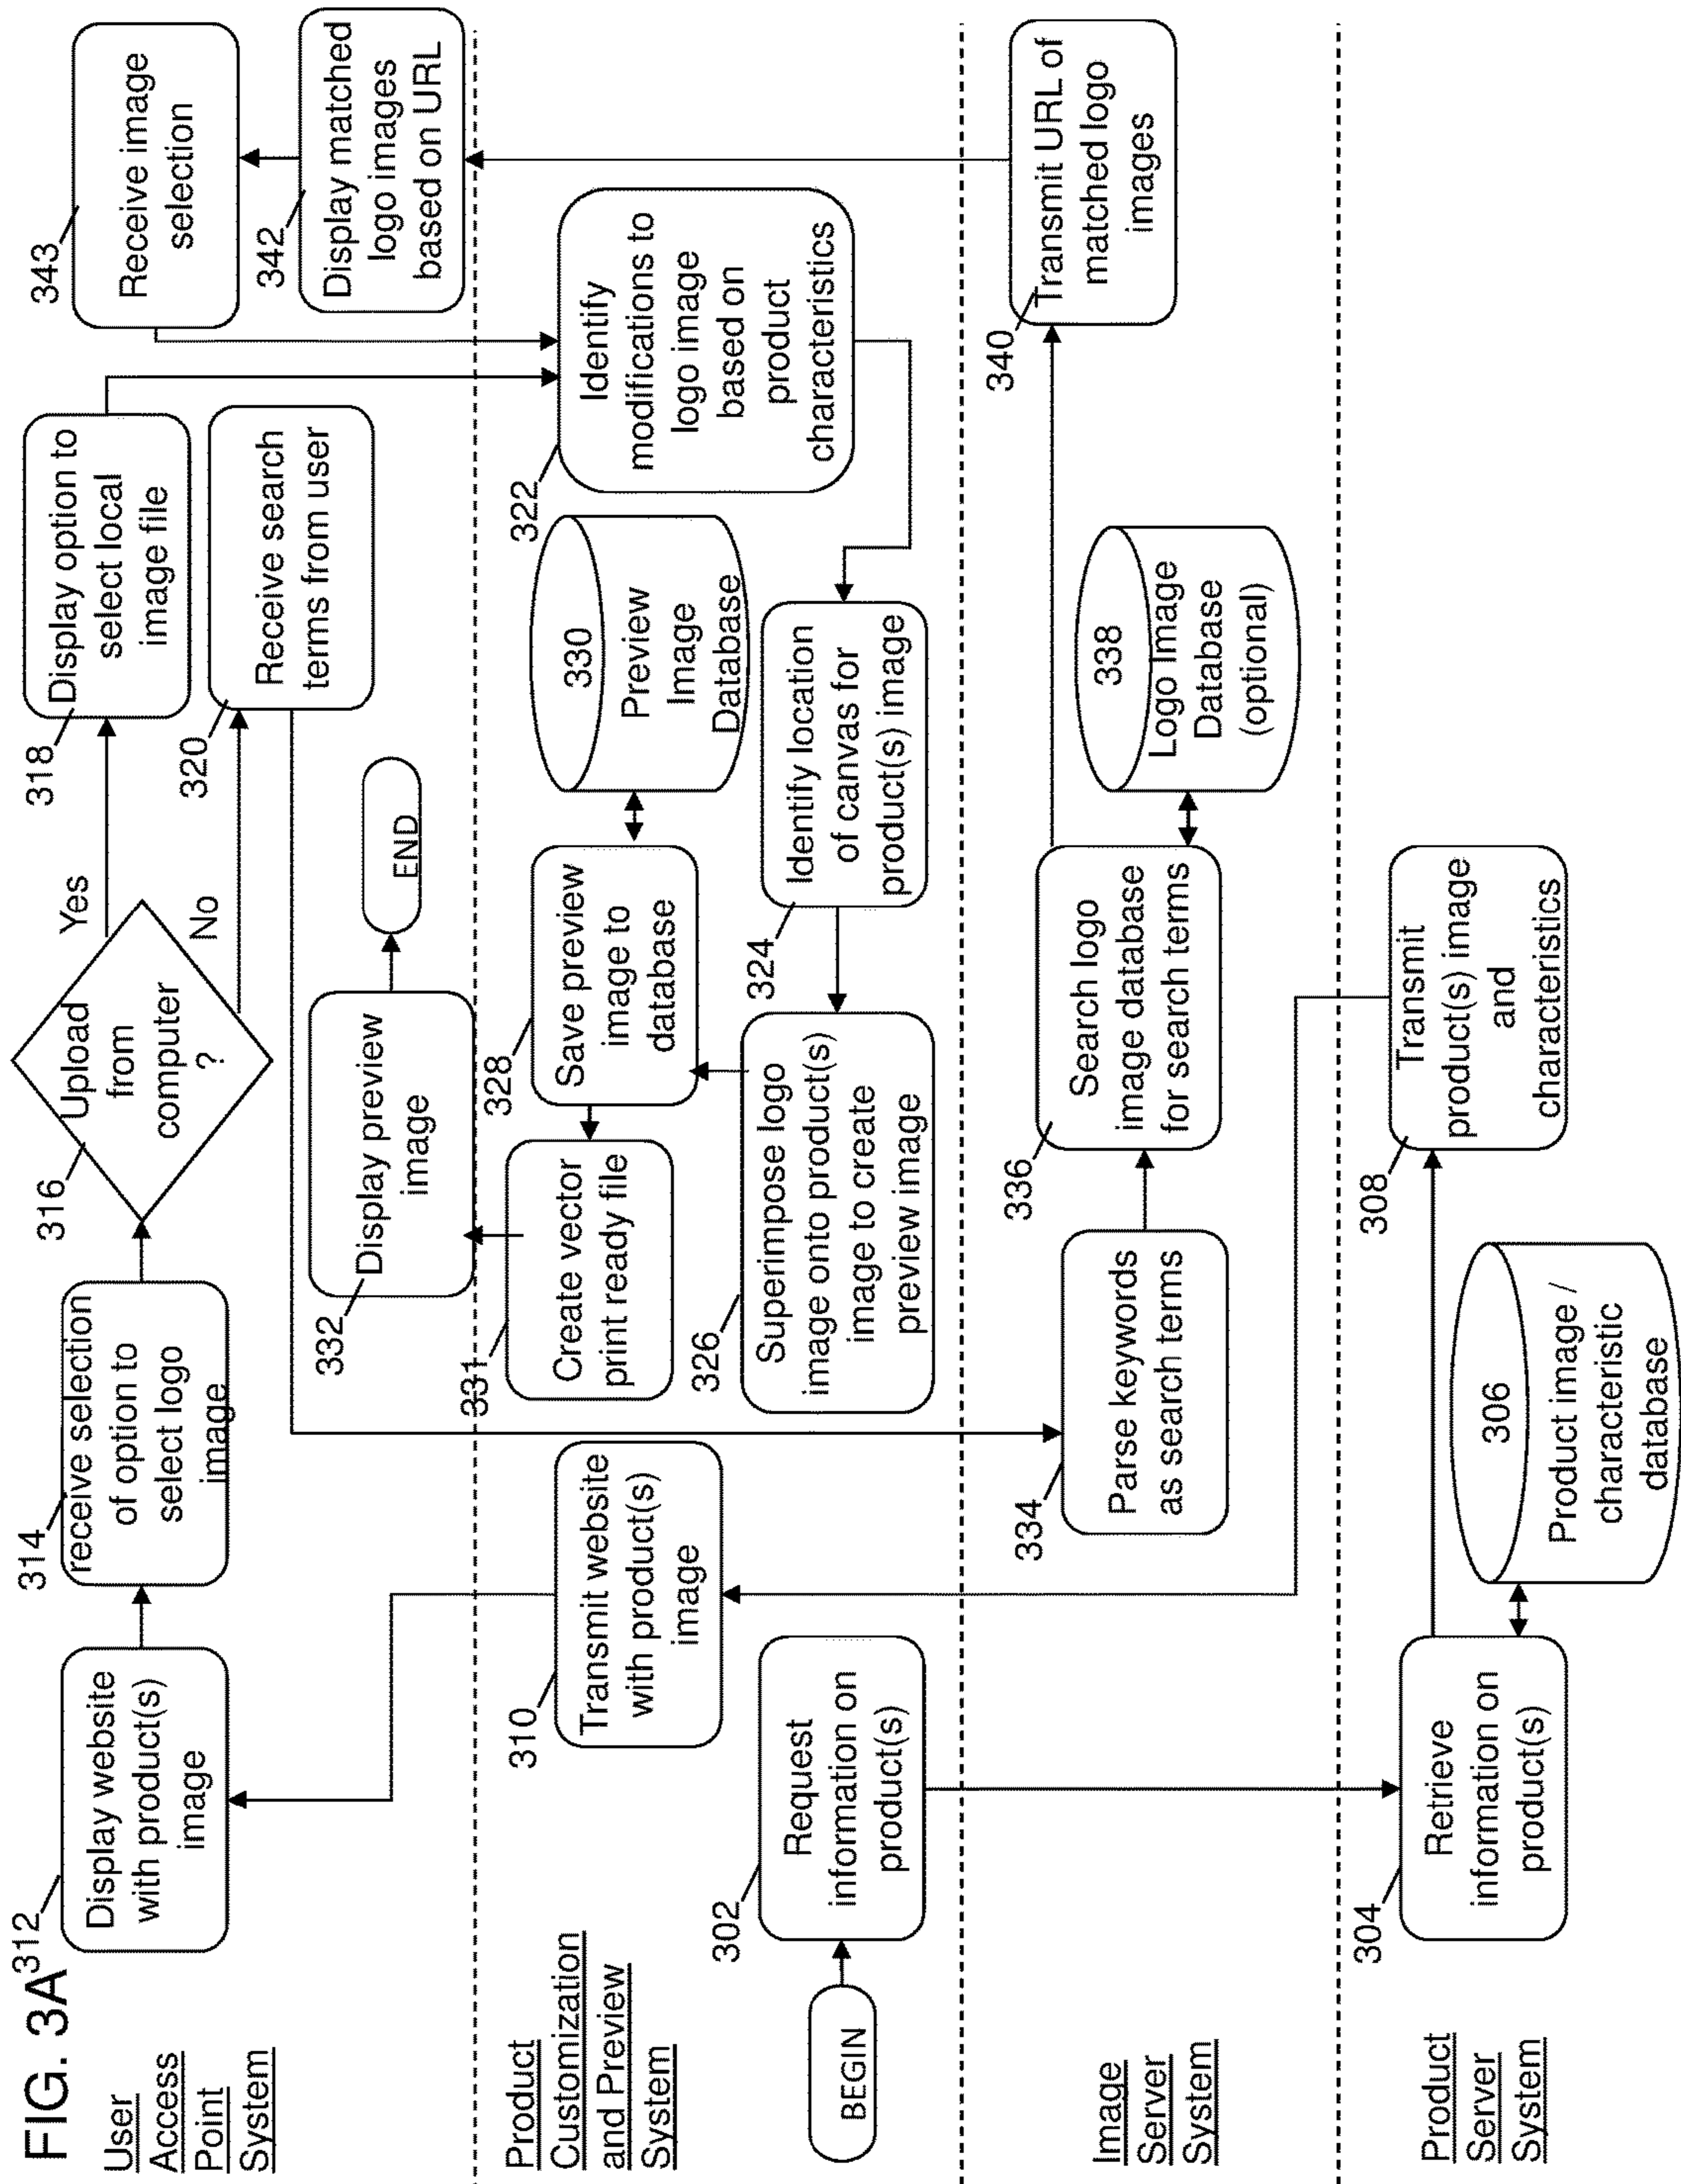 FIG. 3A
User
Access
Point
System
312
Display website
with product(s)
image
314
receive selection
of option to
select logo
image
316
Upload
from
computer
?
Yes
No
318
Display option to
select local
image file
320
Receive search
terms from user
343
Receive image
selection
342
Display matched
logo images
based on URL
332
Display preview
image
END
Product
Customization
and Preview
System
BEGIN
302
Request
information on
product(s)
310
Transmit website
with product(s)
image
331
Create vector
print ready file
328
Save preview
image to
database
330
Preview
Image
Database
322
Identify
modifications to
logo image
based on
product
characteristics
326
Superimpose logo
image onto product(s)
image to create
preview image
324
Identify location
of canvas for
product(s) image
Image
Server
System
334
Parse keywords
as search terms
336
Search logo
image database
for search terms
338
Logo Image
Database
(optional)
340
Transmit URL of
matched logo
images
Product
Server
System
304
Retrieve
information on
product(s)
306
Product image /
characteristic
database
308
Transmit
product(s) image
and
characteristics